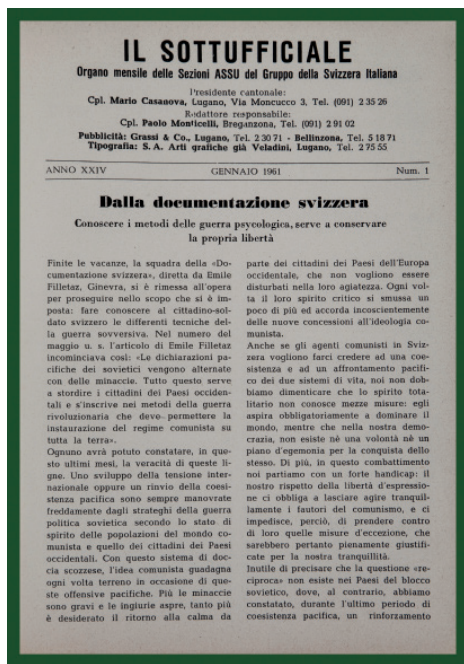 IL SOTTUFFICIALE
Organo mensile delle Sezioni ASSU del Gruppo della Svizzera Italiana
Presidente cantonale:
Cpl. Mario Casanova, Lugano, Via Moncucco 3, Tel. (091) 2 35 26
Redattore responsabile:
Cpl. Paolo Monticelli, Breganzona, Tel. (091) 2 91 02
Pubblicità: Grassi & Co., Lugano, Tel. 2 30 71 - Bellinzona, Tel. 5 18 71
Tipografia: S. A. Arti grafiche già Veladini, Lugano, Tel. 2 75 55
ANNO XXIV GENNAIO 1961 Num. 1
Dalla documentazione svizzera
Conoscere i metodi delle guerra psycologica, serve a conservare
la propria libertà
Finite le vacanze, la squadra della «Do-
cumentazione svizzera», diretta da Emile
Filletaz, Ginevra, si è rimessa all'opera
per proseguire nello scopo che si è im-
posta: fare conoscere al cittadino-sol-
dato svizzero le differenti tecniche del-
la guerra sovversiva. Nel numero del
maggio u. s. l'articolo di Emile Filletaz
incominciava così: «Le dichiarazioni pa-
cifiche dei sovietici vengono alternate
con delle minaccie. Tutto questo serve
a stordire i cittadini dei Paesi occiden-
tali e s'inscrive nei metodi della guerra
rivoluzionaria che deve permettere la
instaurazione del regime comunista su
tutta la terra».
Ognuno avrà potuto constatare, in que-
sto ultimi mesi, la veracità di queste li-
gne. Uno sviluppo della tensione inter-
nazionale oppure un rinvio della coesi-
stenza pacifica sono sempre manovrate
freddamente dagli strateghi della guerra
politica sovietica secondo lo stato di
spirito delle popolazioni del mondo co-
munista e quello dei cittadini dei Paesi
occidentali. Con questo sistema di doc-
cia scozzese, l'idea comunista guadagna
ogni volta terreno in occasione di que-
ste offensive pacifiche. Più le minaccie
sono gravi e le ingiurie aspre, tanto più
è desiderato il ritorno alla calma da
parte dei cittadini dei Paesi dell'Europa
occidentale, che non vogliono essere
disturbati nella loro agiatezza. Ogni vol-
ta il loro spirito critico si smussa un
poco di più ed accorda incoscientemente
delle nuove concessioni all'ideologia co-
munista.
Anche se gli agenti comunisti in Sviz-
zera vogliono farci credere ad una coe-
sistenza e ad un affrontamento pacifi-
co dei due sistemi di vita, noi non dob-
biamo dimenticare che lo spirito tota-
litario non conosce mezze misure: egli
aspira obbligatoriamente a dominare il
mondo, mentre che nella nostra demo-
crazia, non esiste nè una volontà nè un
piano d'egemonia per la conquista dello
stesso. Di più, in questo combattimento
noi partiamo con un forte handicap: il
nostro rispetto della libertà d'espressio-
ne ci obbliga a lasciare agire tranquil-
lamente i fautori del comunismo, e ci
impedisce, perciò, di prendere contro
di loro quelle misure d'eccezione, che
sarebbero pertanto pienamente giustifi-
cate per la nostra tranquillità.
Inutile di precisare che la questione «re-
ciproca» non esiste nei Paesi del blocco
sovietico, dove, al contrario, abbiamo
constatato, durante l'ultimo periodo di
coesistenza pacifica, un rinforzamento